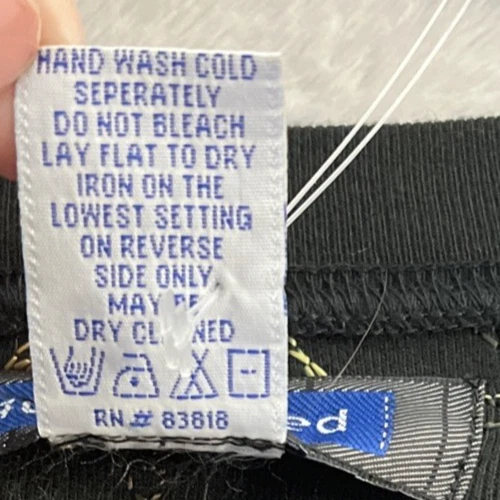 HAND WASH COLD
SEPERATELY
DO NOT BLEACH
LAY FLAT TO DRY
IRON ON THE
LOWEST SETTING
ON REVERSE
SIDE ONLY
MAY BE
DRY CLEANED
RN # 83818